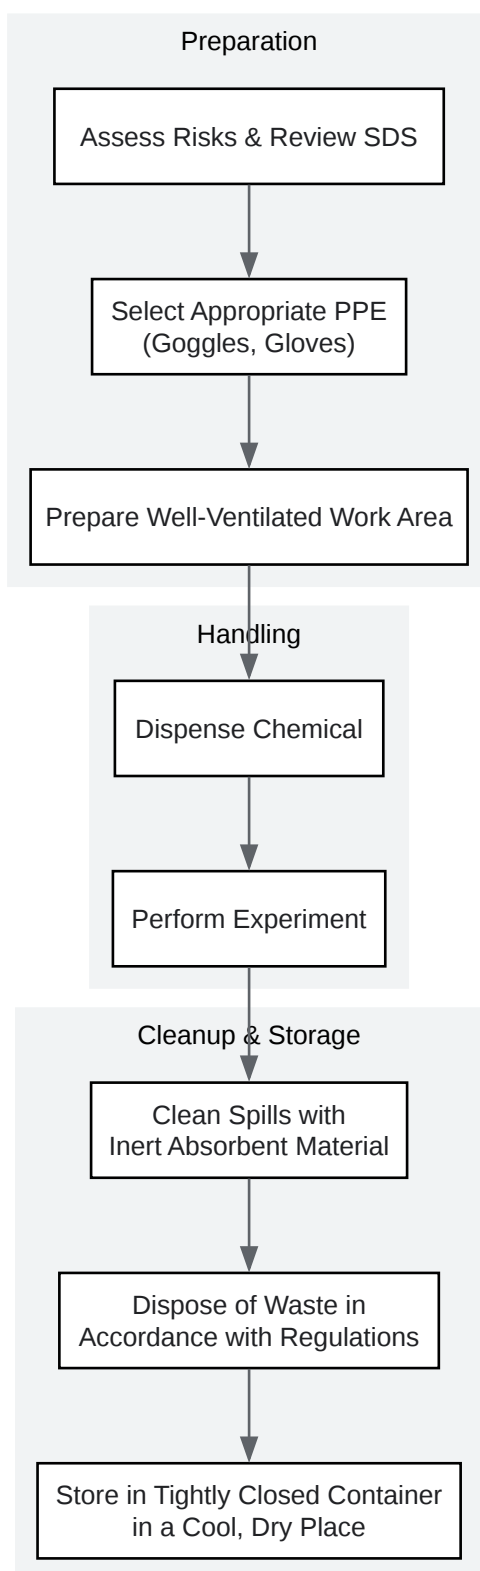 Preparation
Assess Risks & Review SDS
Select Appropriate PPE
(Goggles, Gloves)
Prepare Well-Ventilated Work Area
Handling
Dispense Chemical
Perform Experiment
Cleanup & Storage
Clean Spills with
Inert Absorbent Material
Dispose of Waste in
Accordance with Regulations
Store in Tightly Closed Container
in a Cool, Dry Place